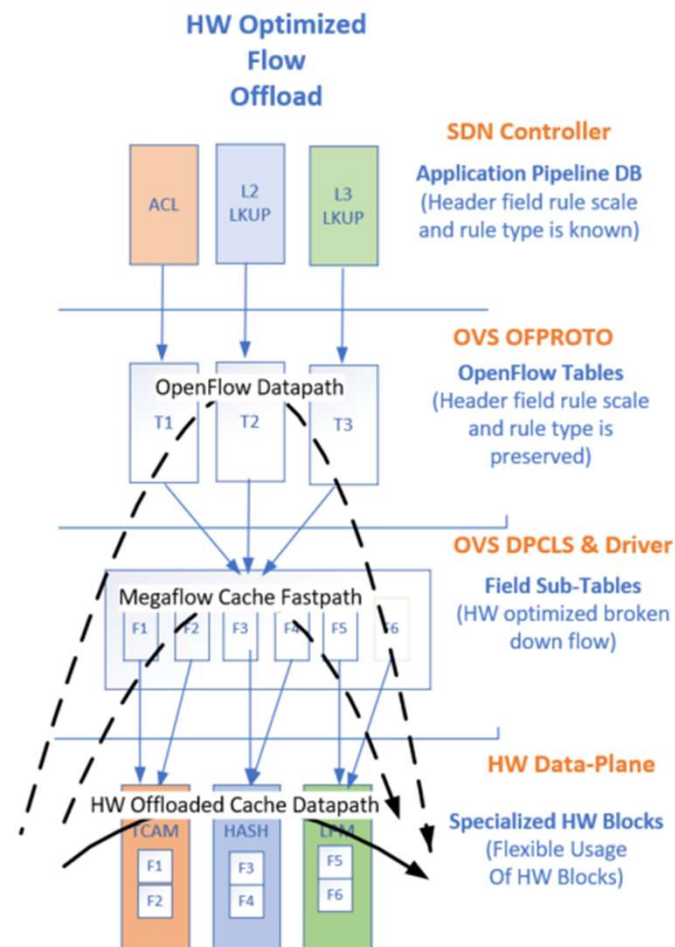 HW Optimized
Flow
Offload
SDN Controller
Application Pipeline DB
(Header field rule scale
and rule type is known)
ACL
L2
LKUP
L3
LKUP
OVS OFPROTO
OpenFlow Tables
(Header field rule scale
and rule type is
preserved)
OpenFlow Datapath
T1
T2
T3
OVS DPCLS & Driver
Field Sub-Tables
(HW optimized broken
down flow)
Megaflow Cache Fastpath
F1
F2
F3
F4
F5
F6
HW Data-Plane
Specialized HW Blocks
(Flexible Usage
Of HW Blocks)
HW Offloaded Cache Datapath
TCAM
HASH
LPM
F1
F2
F3
F4
F5
F6